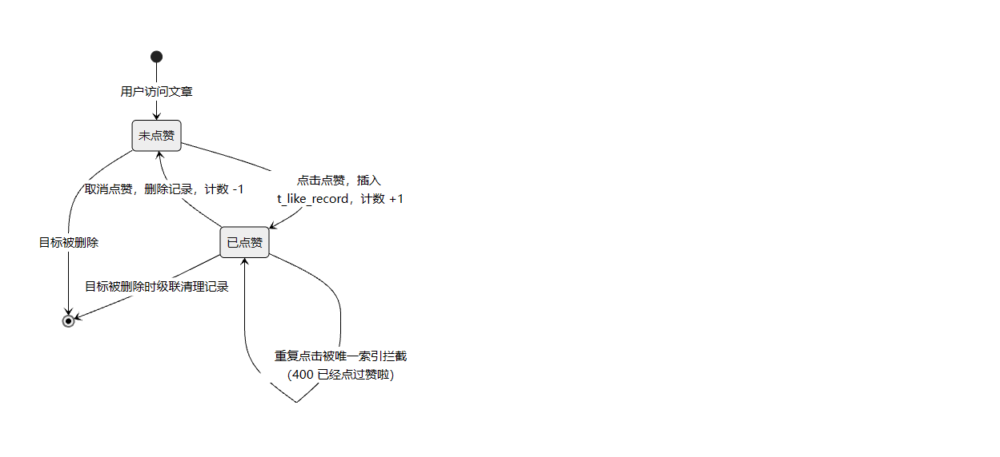 用户访问文章
未点赞
点击点赞，插入
t_like_record，计数 +1
取消点赞，删除记录，计数 -1
目标被删除
已点赞
目标被删除时级联清理记录
重复点击被唯一索引拦截
（400 已经点过赞啦）